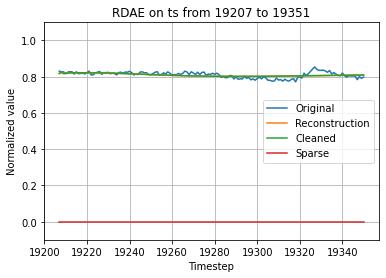 RDAE on ts from 19207 to 19351
Normalized value
1.0
0.8
0.6
0.4
0.2
0.0
Original
Reconstruction
Cleaned
Sparse
19200 19220 19240 19260 19280 19300 19320 19340
Timestep